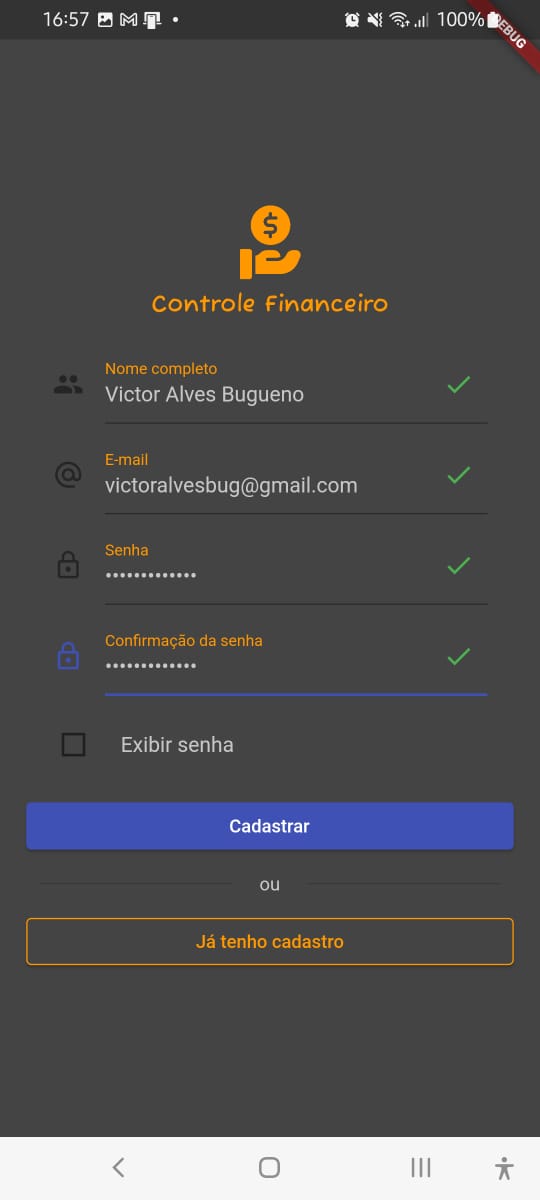 16:57 100%
DEBUG
$
Controle Financeiro
Nome completo
Victor Alves Bugueno
E-mail
victoralvesbug@gmail.com
Senha
•••••••••••••
Confirmação da senha
•••••••••••••
Exibir senha
Cadastrar
ou
Já tenho cadastro